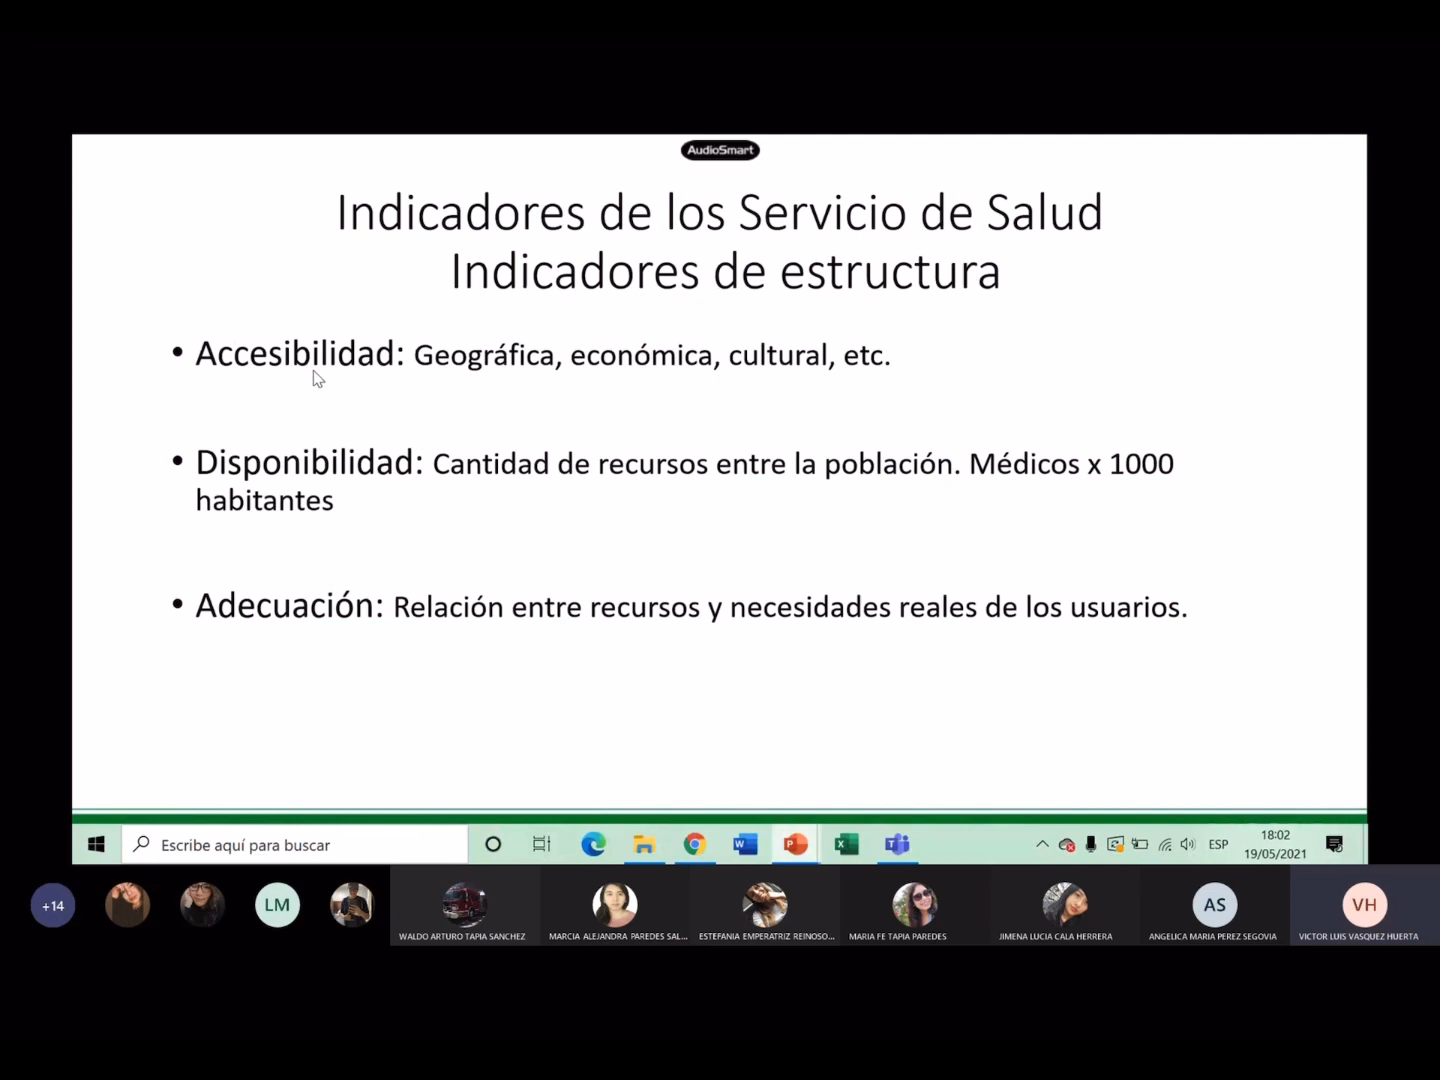 AudioSmart
Indicadores de los Servicio de Salud
Indicadores de estructura
• Accesibilidad: Geográfica, económica, cultural, etc.
• Disponibilidad: Cantidad de recursos entre la población. Médicos x 1000
habitantes
• Adecuación: Relación entre recursos y necesidades reales de los usuarios.
Escribe aquí para buscar
ESP
18:02
19/05/2021
+14
LM
AS
VH
WALDO ARTURO TAPIA SANCHEZ
MARCIA ALEJANDRA PAREDES SAL...
ESTEFANIA EMPERATRIZ REINOSO...
MARIA FE TAPIA PAREDES
JIMENA LUCIA CALA HERRERA
ANGELICA MARIA PEREZ SEGOVIA
VICTOR LUIS VASQUEZ HUERTA